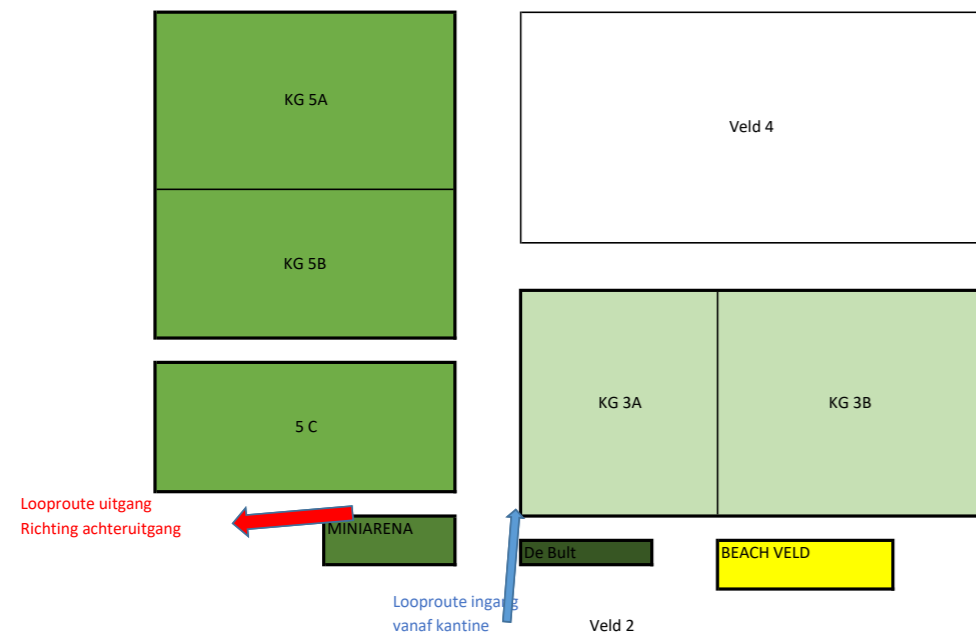 KG 5A
Veld 4
KG 5B
KG 3A
KG 3B
5 C
Looproute uitgang
Richting achteruitgang
MINIARENA
De Bult
BEACH VELD
Looproute ingang
vanaf kantine
Veld 2